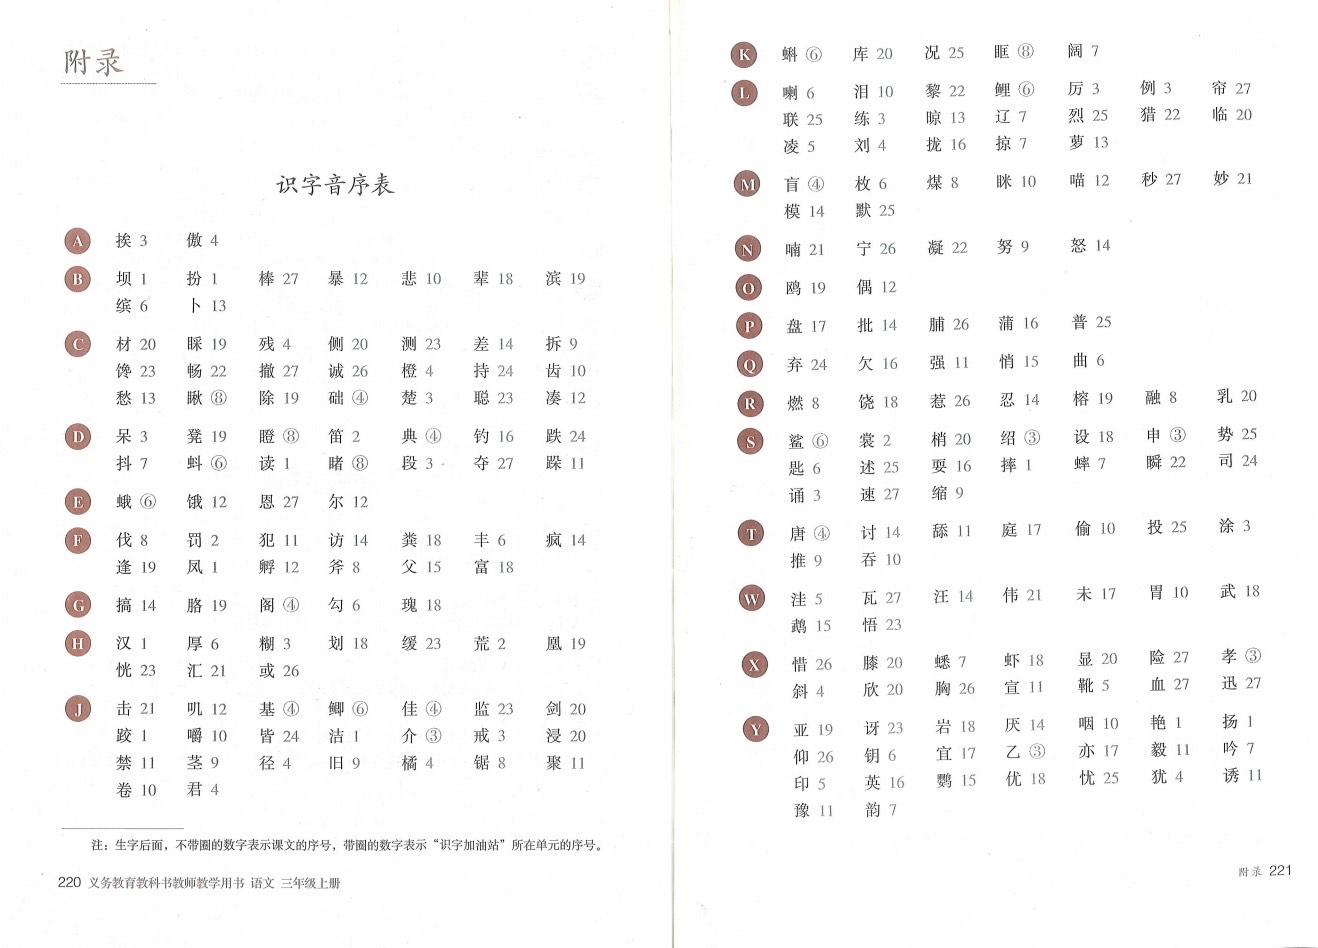 附录
识字音序表
A 挨 3 傲 4
B 坝 1 扮 1 棒 27 暴 12 悲 10 辈 18 滨 19
缤 6 卜 13
C 材 20 睬 19 残 4 侧 20 测 23 差 14 拆 9
馋 23 畅 22 撤 27 诚 26 橙 4 持 24 齿 10
愁 13 瞅 ⑧ 除 19 础 ④ 楚 3 聪 23 凑 12
D 呆 3 凳 19 瞪 ⑧ 笛 2 典 ④ 钓 16 跌 24
抖 7 蚪 ⑥ 读 1 睹 ⑧ 段 3 夺 27 跺 11
E 蛾 ⑥ 饿 12 恩 27 尔 12
F 伐 8 罚 2 犯 11 访 14 粪 18 丰 6 疯 14
逢 19 凤 1 孵 12 斧 8 父 15 富 18
G 搞 14 胳 19 阁 ④ 勾 6 瑰 18
H 汉 1 厚 6 糊 3 划 18 缓 23 荒 2 凰 19
恍 23 汇 21 或 26
J 击 21 叽 12 基 ④ 鲫 ⑥ 佳 ④ 监 23 剑 20
跤 1 嚼 10 皆 24 洁 1 介 ③ 戒 3 浸 20
禁 11 茎 9 径 4 旧 9 橘 4 锯 8 聚 11
卷 10 君 4
注：生字后面，不带圈的数字表示课文的序号，带圈的数字表示“识字加油站”所在单元的序号。
220 义务教育教科书教师教学用书 语文 三年级上册
K 蝌 ⑥ 库 20 况 25 眶 ⑧ 阔 7
L 喇 6 泪 10 黎 22 鲤 ⑥ 厉 3 例 3 帘 27
联 25 练 3 晾 13 辽 7 烈 25 猎 22 临 20
凌 5 刘 4 拢 16 掠 7 萝 13
M 盲 ④ 枚 6 煤 8 眯 10 喵 12 秒 27 妙 21
模 14 默 25
N 喃 21 宁 26 凝 22 努 9 怒 14
O 鸥 19 偶 12
P 盘 17 批 14 脯 26 蒲 16 普 25
Q 弃 24 欠 16 强 11 悄 15 曲 6
R 燃 8 饶 18 惹 26 忍 14 榕 19 融 8 乳 20
S 鲨 ⑥ 裳 2 梢 20 绍 ③ 设 18 申 ③ 势 25
匙 6 述 25 耍 16 摔 1 蟀 7 瞬 22 司 24
诵 3 速 27 缩 9
T 唐 ④ 讨 14 舔 11 庭 17 偷 10 投 25 涂 3
推 9 吞 10
W 洼 5 瓦 27 汪 14 伟 21 未 17 胃 10 武 18
鹉 15 悟 23
X 惜 26 膝 20 蟋 7 虾 18 显 20 险 27 孝 ③
斜 4 欣 20 胸 26 宣 11 靴 5 血 27 迅 27
Y 亚 19 讶 23 岩 18 厌 14 咽 10 艳 1 扬 1
仰 26 钥 6 宜 17 乙 ③ 亦 17 毅 11 吟 7
印 5 英 16 鹦 15 优 18 忧 25 犹 4 诱 11
豫 11 韵 7
附录 221